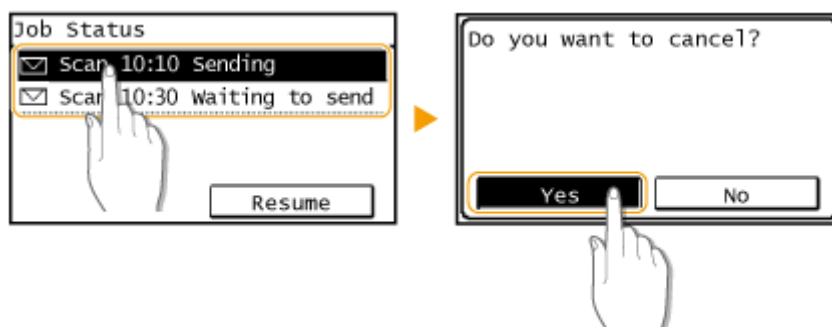 Job Status
Scan 10:10 Sending
Scan 10:30 Waiting to send
Resume
Do you want to cancel?
Yes
No